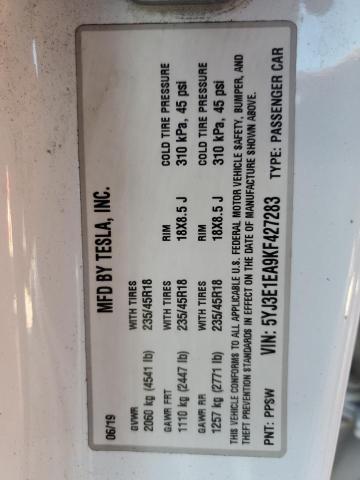 MFD BY TESLA, INC.
06/19
GVWR WITH TIRES RIM COLD TIRE PRESSURE
2060 kg (4541 lb) 235/45R18 18X8.5 J 310 kPa, 45 psi
GAWR FRT WITH TIRES RIM COLD TIRE PRESSURE
1110 kg (2447 lb) 235/45R18 18X8.5 J 310 kPa, 45 psi
GAWR RR
1257 kg (2771 lb) 235/45R18
THIS VEHICLE CONFORMS TO ALL APPLICABLE U.S. FEDERAL MOTOR VEHICLE SAFETY, BUMPER, AND
THEFT PREVENTION STANDARDS IN EFFECT ON THE DATE OF MANUFACTURE SHOWN ABOVE.
PNT: PPSW VIN: 5YJ3E1EA9KF427283 TYPE: PASSENGER CAR